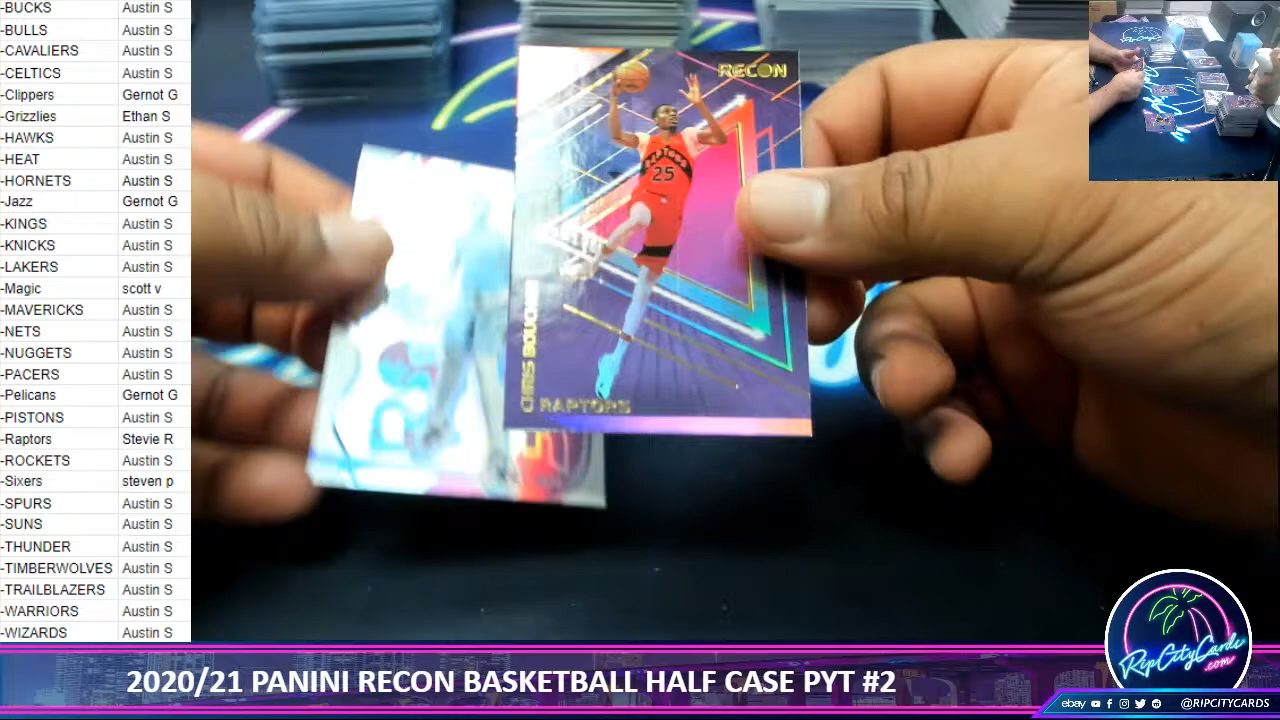 -BUCKS Austin S
-BULLS Austin S
-CAVALIERS Austin S
-CELTICS Austin S
-Clippers Gernot G
-Grizzlies Ethan S
-HAWKS Austin S
-HEAT Austin S
-HORNETS Austin S
-Jazz Gernot G
-KINGS Austin S
-KNICKS Austin S
-LAKERS Austin S
-Magic scott v
-MAVERICKS Austin S
-NETS Austin S
-NUGGETS Austin S
-PACERS Austin S
-Pelicans Gernot G
-PISTONS Austin S
-Raptors Stevie R
-ROCKETS Austin S
-Sixers steven p
-SPURS Austin S
-SUNS Austin S
-THUNDER Austin S
-TIMBERWOLVES Austin S
-TRAILBLAZERS Austin S
-WARRIORS Austin S
-WIZARDS Austin S
RECON
RAPTORS
25
CHRIS BOUCHER
RAPTORS
2020/21 PANINI RECON BASKETBALL HALF CASE PYT #2
RipCityCards
.com
ebay @RIPCITYCARDS